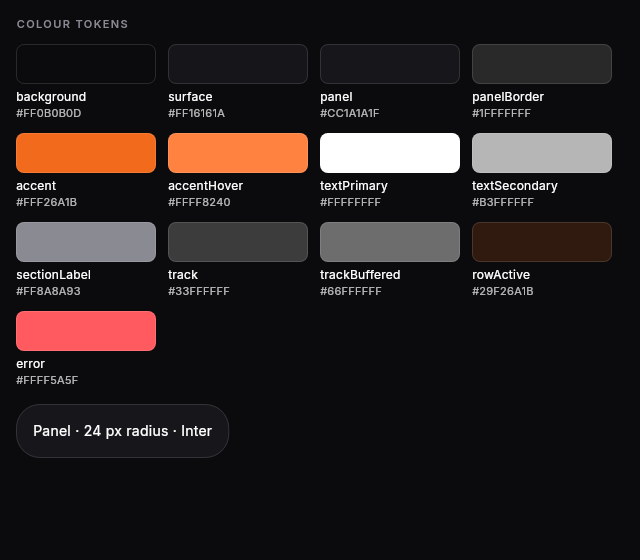 COLOUR TOKENS
background surface panel panelBorder
#FF0B0B0D #FF16161A #CC1A1A1F #1FFFFFFF
accent accentHover textPrimary textSecondary
#FFF26A1B #FFFF8240 #FFFFFFFF #B3FFFFFF
sectionLabel track trackBuffered rowActive
#FF8A8A93 #33FFFFFF #66FFFFFF #29F26A1B
error
#FFFF5A5F
Panel · 24 px radius · Inter